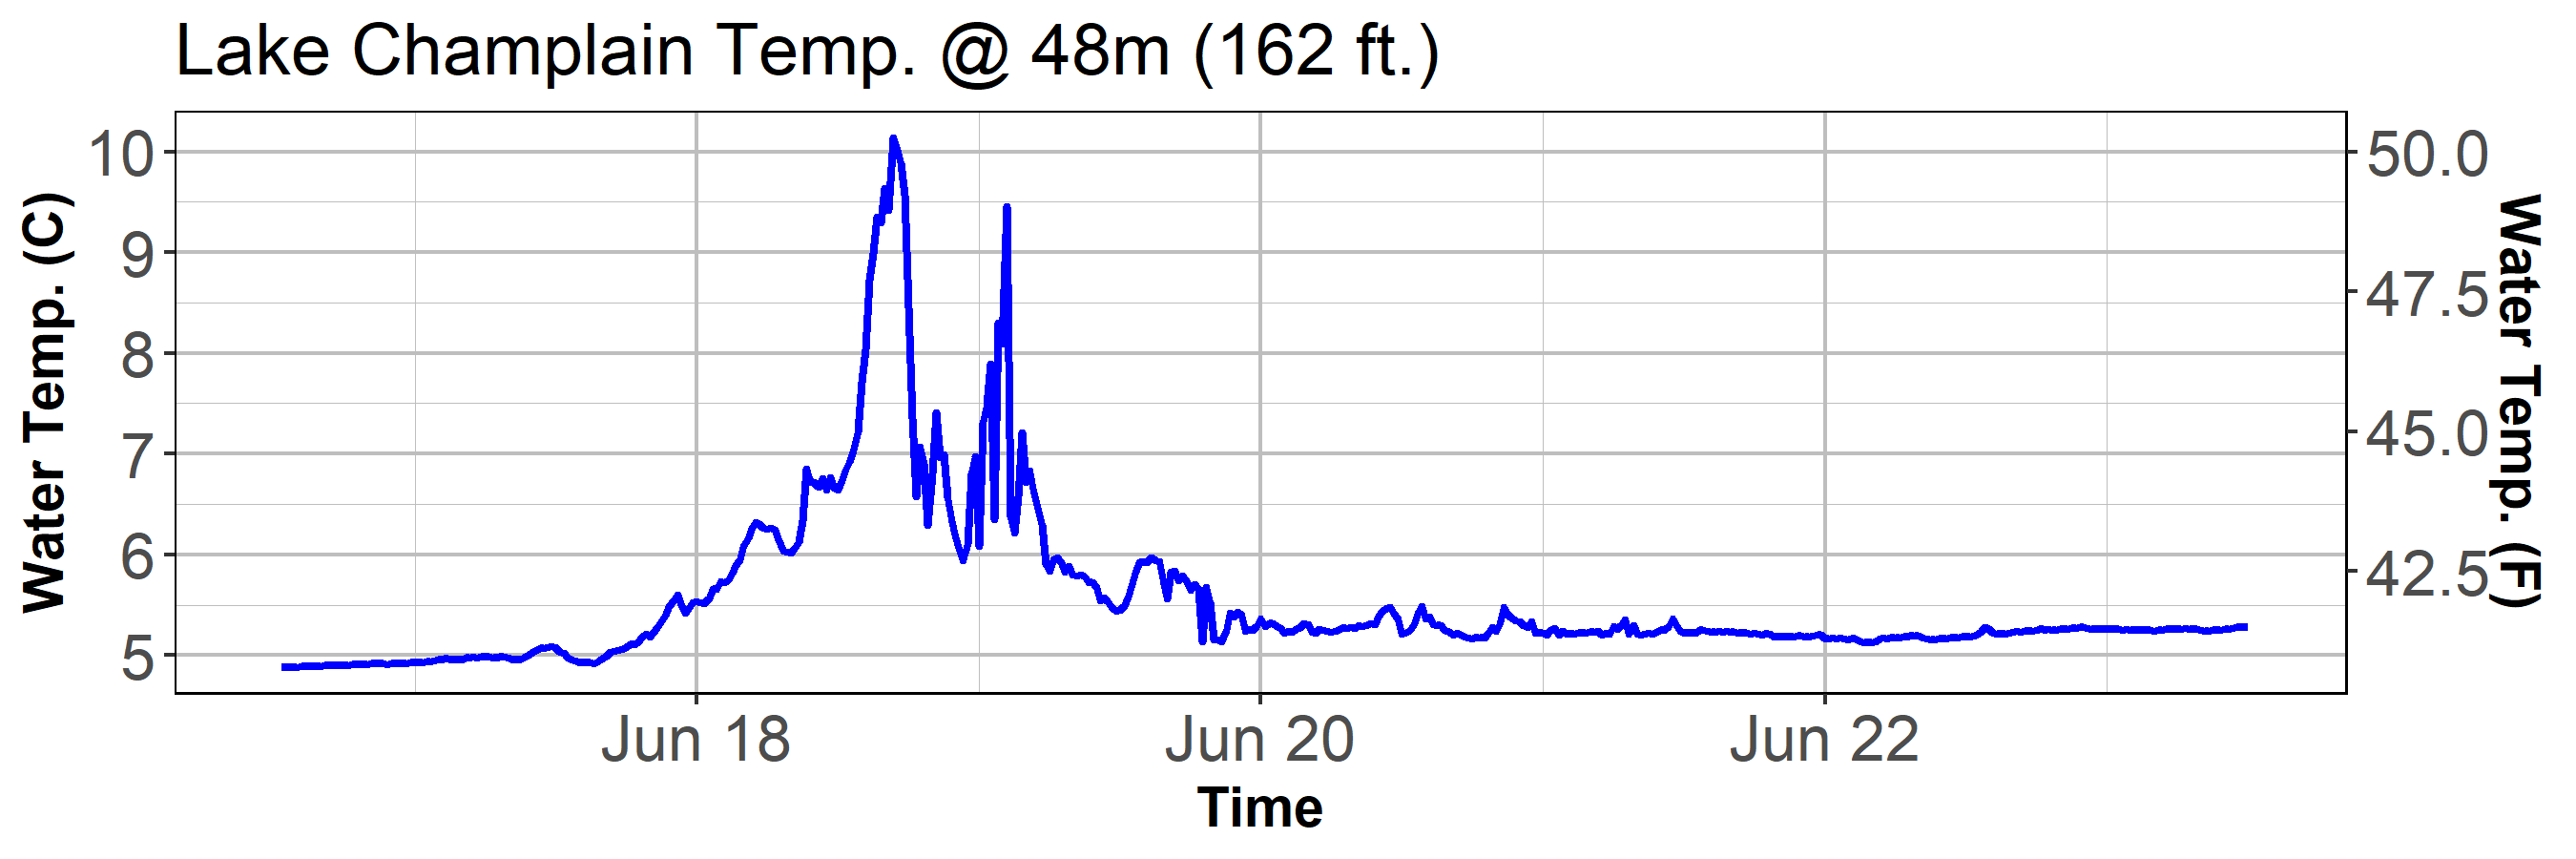 Lake Champlain Temp. @ 48m (162 ft.)
Water Temp. (C)
10
9
8
7
6
5
50.0
47.5
45.0
42.5
Water Temp. (F)
Jun 18
Jun 20
Jun 22
Time